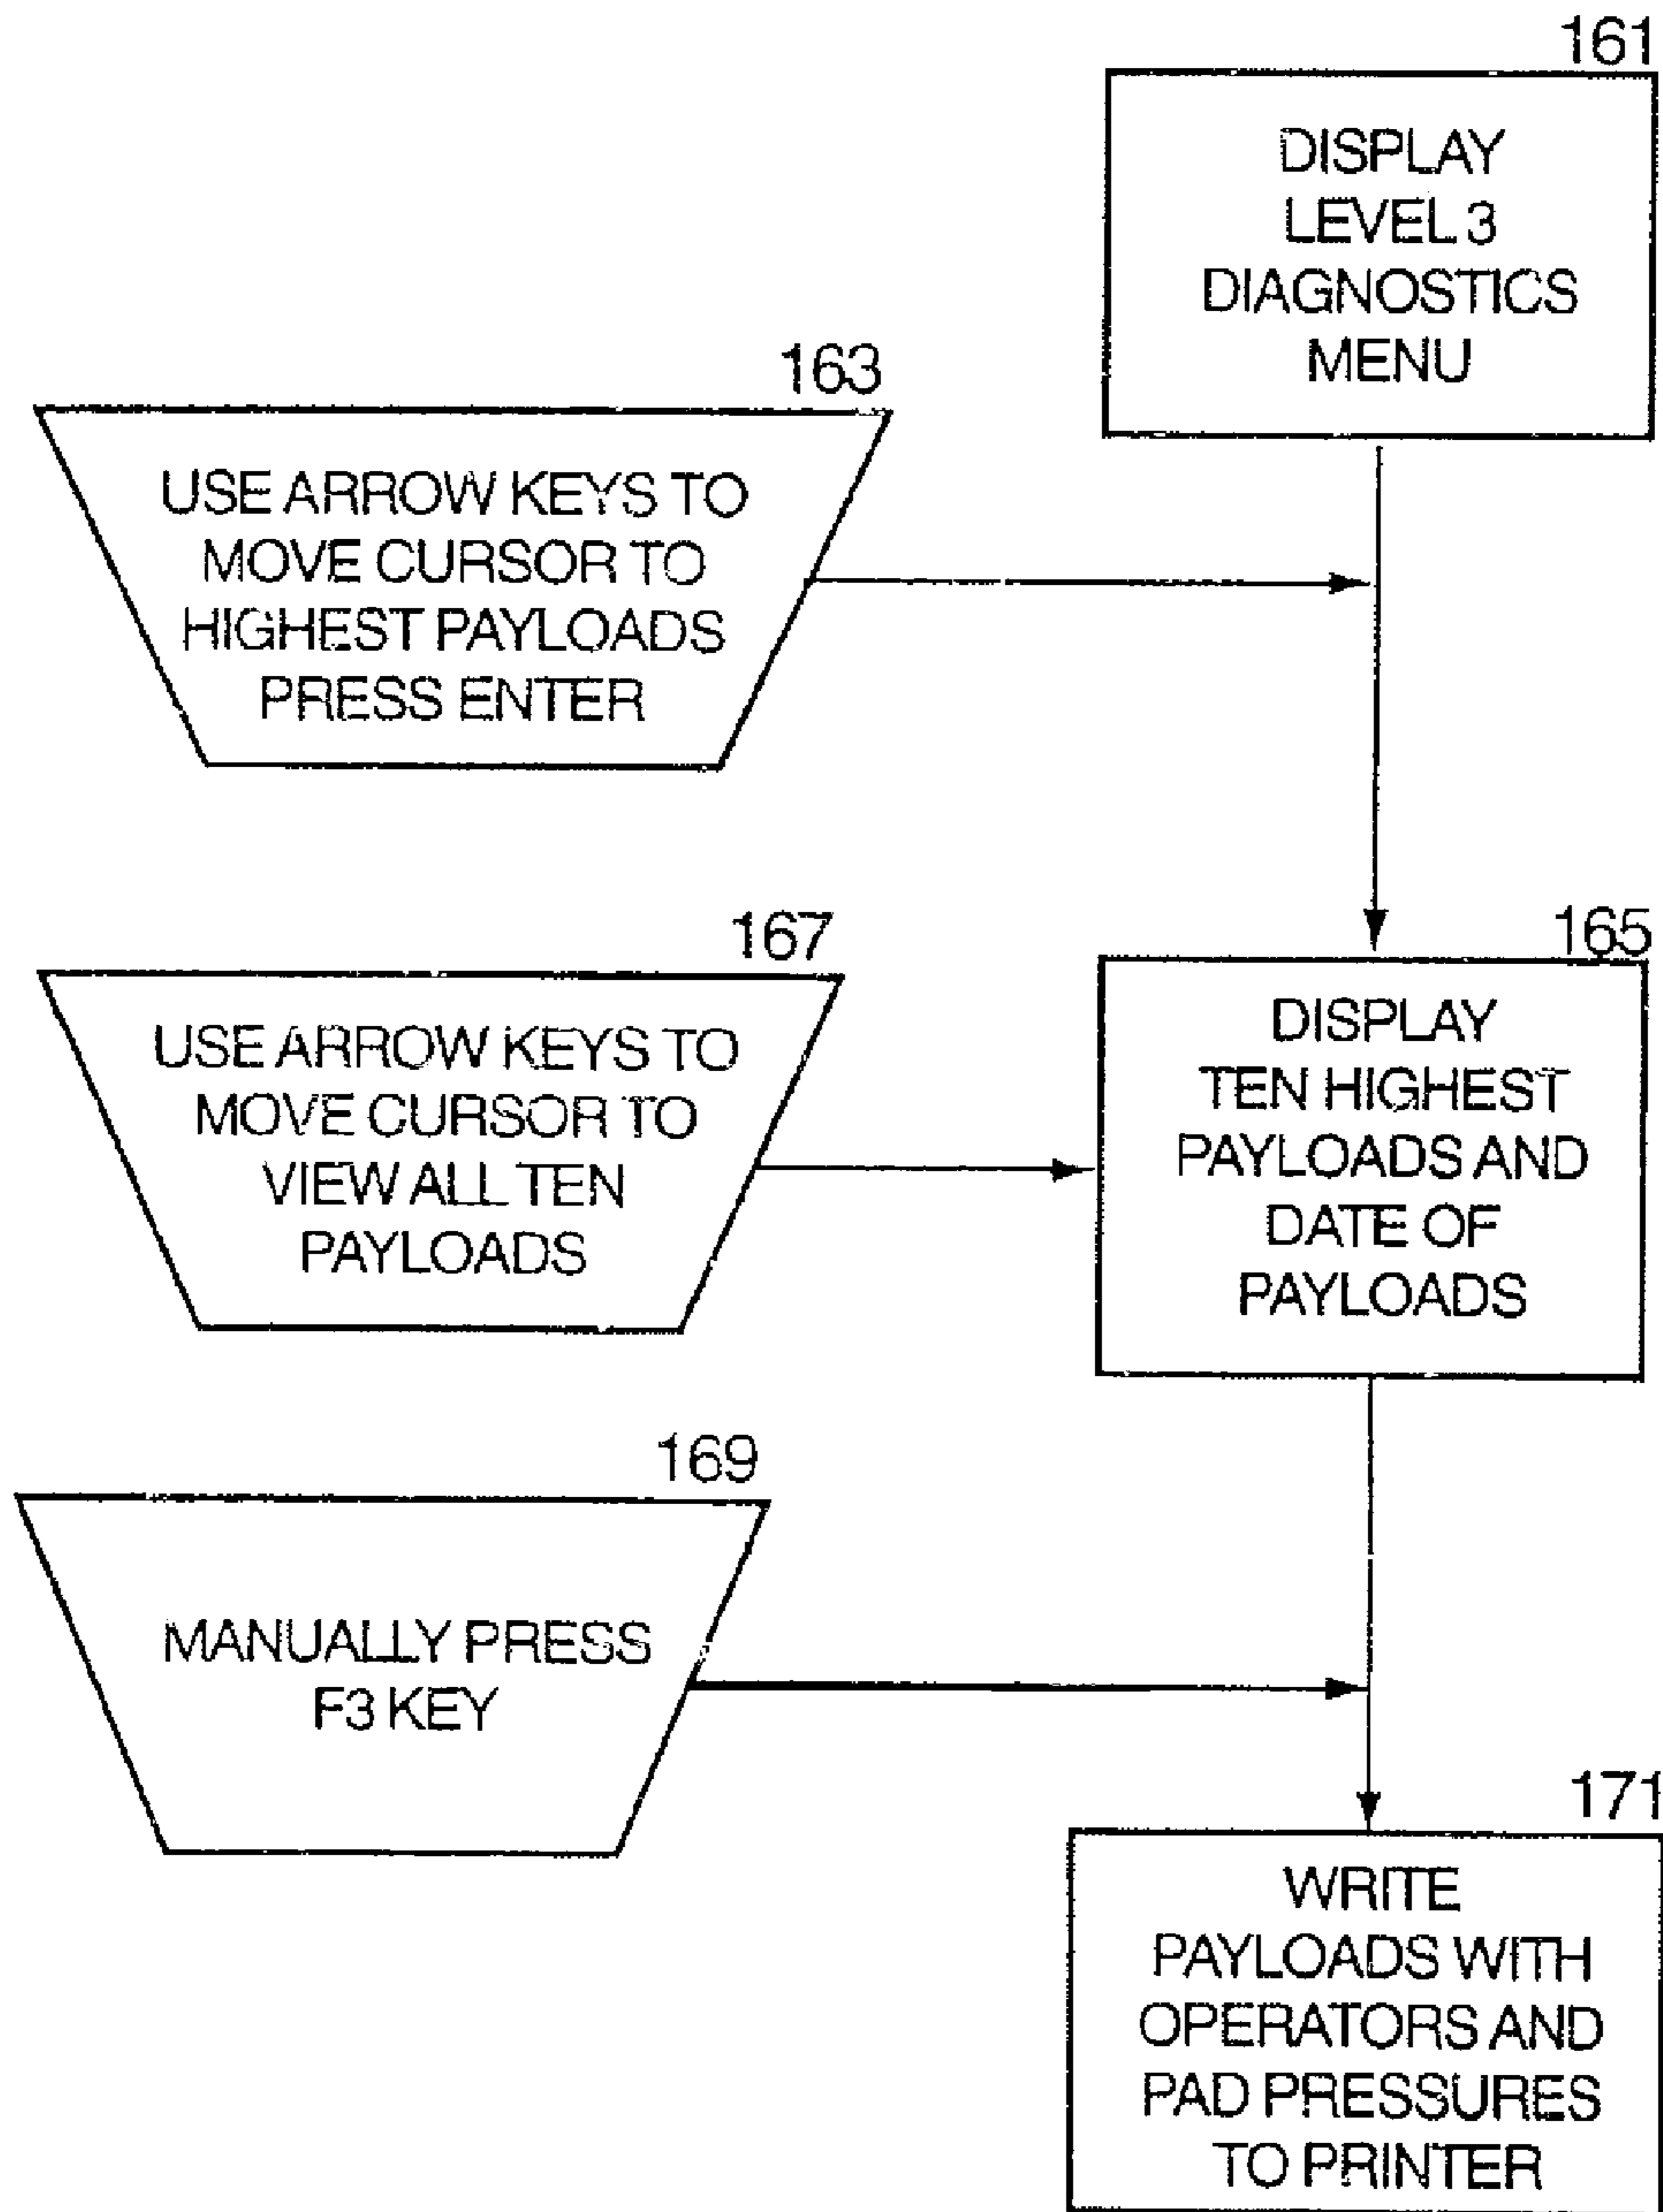 161
DISPLAY
LEVEL 3
DIAGNOSTICS
MENU
163
USE ARROW KEYS TO
MOVE CURSOR TO
HIGHEST PAYLOADS
PRESS ENTER
167
USE ARROW KEYS TO
MOVE CURSOR TO
VIEW ALL TEN
PAYLOADS
165
DISPLAY
TEN HIGHEST
PAYLOADS AND
DATE OF
PAYLOADS
169
MANUALLY PRESS
F3 KEY
171
WRITE
PAYLOADS WITH
OPERATORS AND
PAD PRESSURES
TO PRINTER